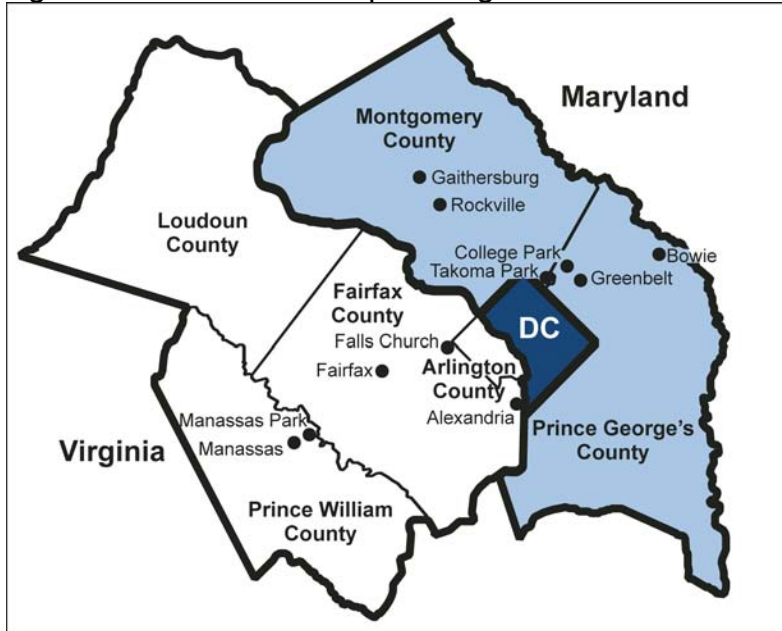 Maryland
Montgomery
County
Gaithersburg
Rockville
Loudoun
County
College Park
Bowie
Takoma Park
Greenbelt
Fairfax
County
DC
Falls Church
Arlington
County
Fairfax
Alexandria
Manassas Park
Prince George's
County
Virginia
Manassas
Prince William
County